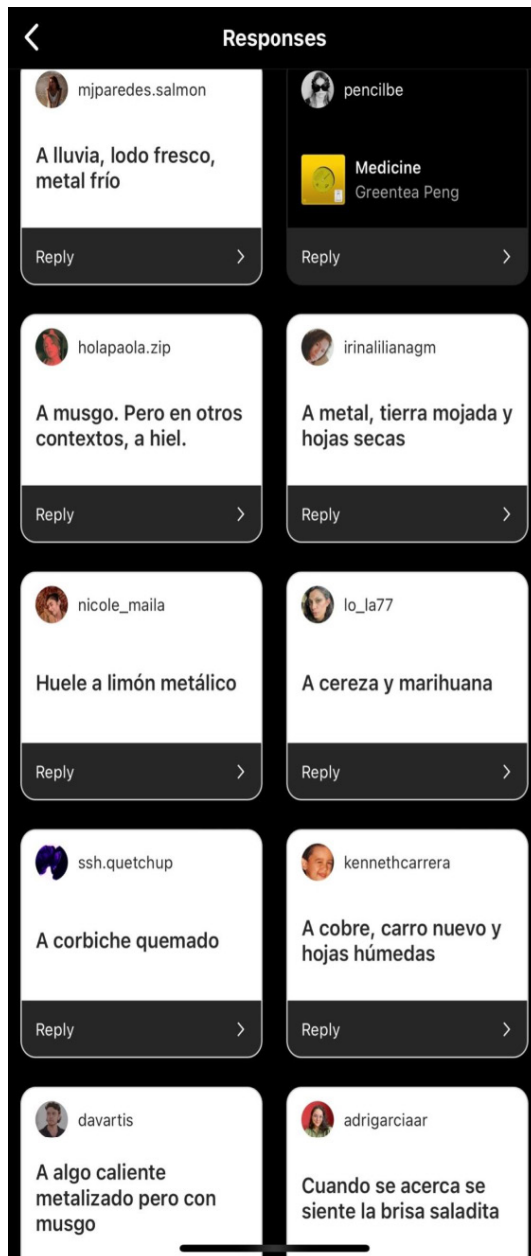 Responses
mjparedes.salmon
A lluvia, lodo fresco,
metal frío
Reply
pencilbe
Medicine
Greentea Peng
Reply
holapaola.zip
A musgo. Pero en otros
contextos, a hiel.
Reply
irinalilianagm
A metal, tierra mojada y
hojas secas
Reply
nicole_maila
Huele a limón metálico
Reply
lo_la77
A cereza y marihuana
Reply
ssh.quetchup
A corbiche quemado
Reply
kennethcarrera
A cobre, carro nuevo y
hojas húmedas
Reply
davartis
A algo caliente
metalizado pero con
musgo
adrigarciaar
Cuando se acerca se
siente la brisa saladita